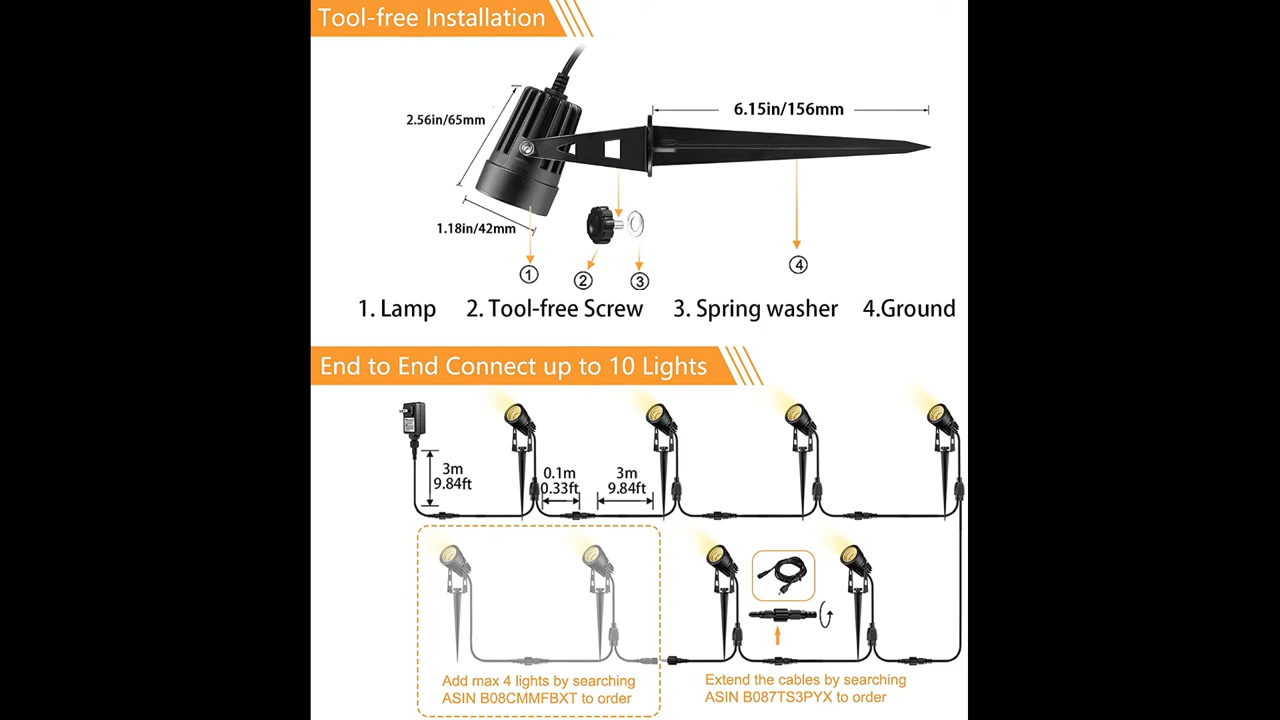 Tool-free Installation
6.15in/156mm
2.56in/65mm
1.18in/42mm
① ② ③ ④
1. Lamp 2. Tool-free Screw 3. Spring washer 4.Ground
End to End Connect up to 10 Lights
3m 0.1m 3m
9.84ft 0.33ft 9.84ft
Add max 4 lights by searching
ASIN B08CMMFBXT to order
Extend the cables by searching
ASIN B087TS3PYX to order